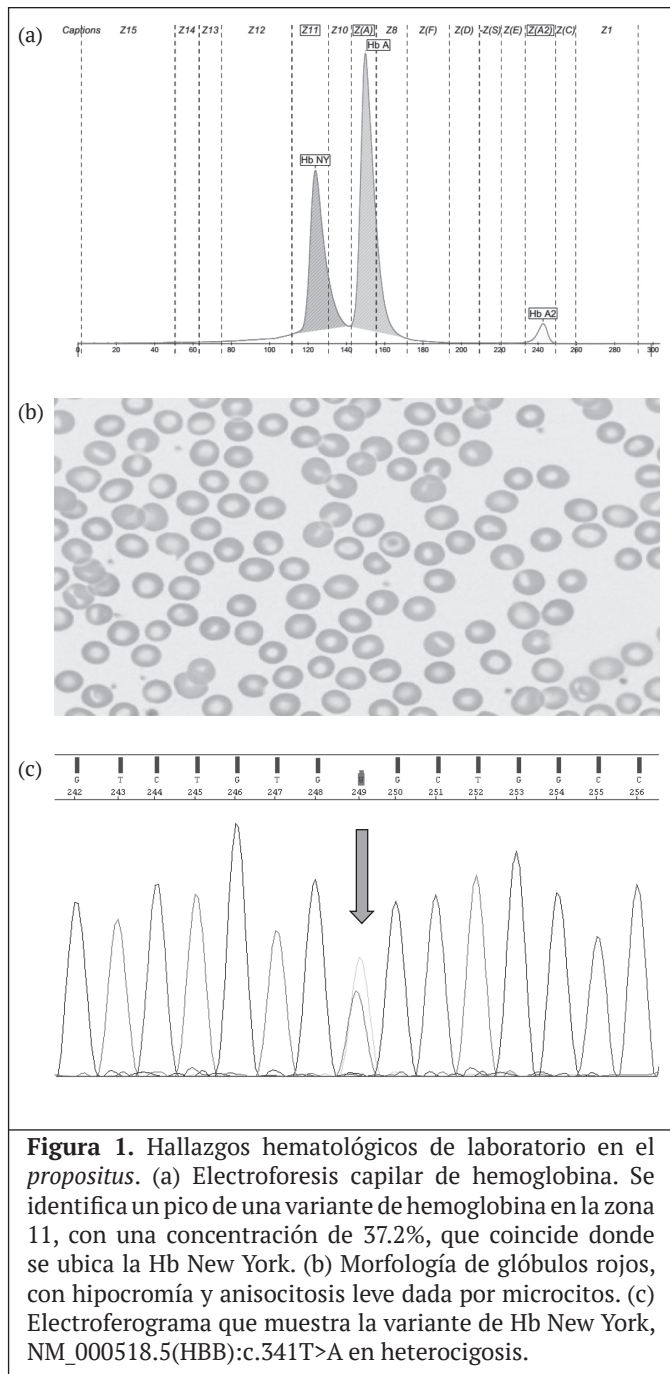 (a)
Captions Z15 Z14 Z13 Z12 Z11 Z10 Z(A) Z8 Z(F) Z(D) -Z(S) Z(E) Z(A2) Z(C) Z1
Hb A
Hb NY
Hb A2
0 20 40 60 80 100 120 140 160 180 200 220 240 260 280 300
(b)
(c)
G T C T G T G G C T G G C C
242 243 244 245 246 247 248 249 250 251 252 253 254 255 256
Figura 1. Hallazgos hematológicos de laboratorio en el
propositus. (a) Electroforesis capilar de hemoglobina. Se
identifica un pico de una variante de hemoglobina en la zona
11, con una concentración de 37.2%, que coincide donde
se ubica la Hb New York. (b) Morfología de glóbulos rojos,
con hipocromía y anisocitosis leve dada por microcitos. (c)
Electroferograma que muestra la variante de Hb New York,
NM_000518.5(HBB):c.341T>A en heterocigosis.